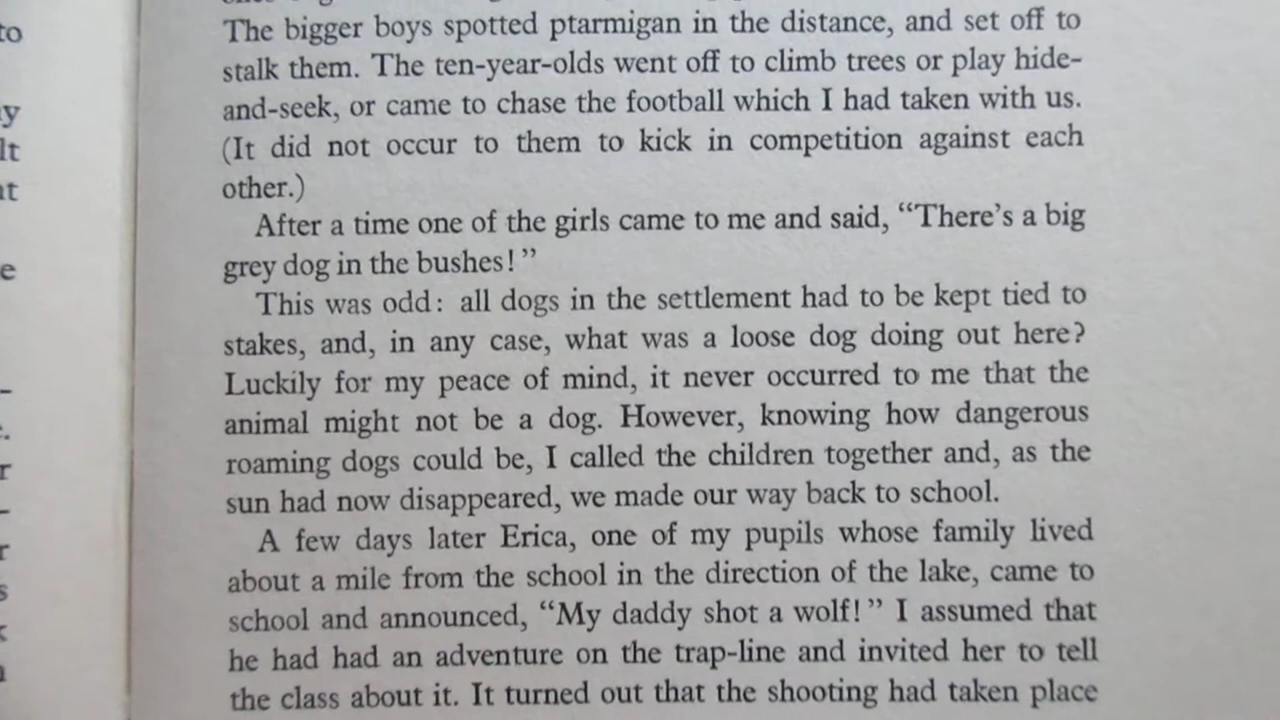 The bigger boys spotted ptarmigan in the distance, and set off to
stalk them. The ten-year-olds went off to climb trees or play hide-
and-seek, or came to chase the football which I had taken with us.
(It did not occur to them to kick in competition against each
other.)
After a time one of the girls came to me and said, “There’s a big
grey dog in the bushes!”
This was odd: all dogs in the settlement had to be kept tied to
stakes, and, in any case, what was a loose dog doing out here?
Luckily for my peace of mind, it never occurred to me that the
animal might not be a dog. However, knowing how dangerous
roaming dogs could be, I called the children together and, as the
sun had now disappeared, we made our way back to school.
A few days later Erica, one of my pupils whose family lived
about a mile from the school in the direction of the lake, came to
school and announced, “My daddy shot a wolf!” I assumed that
he had had an adventure on the trap-line and invited her to tell
the class about it. It turned out that the shooting had taken place